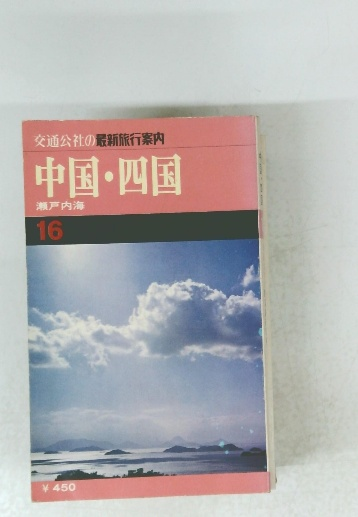 交通公社の最新旅行案内
中国・四国
瀬戸内海
16
¥ 450